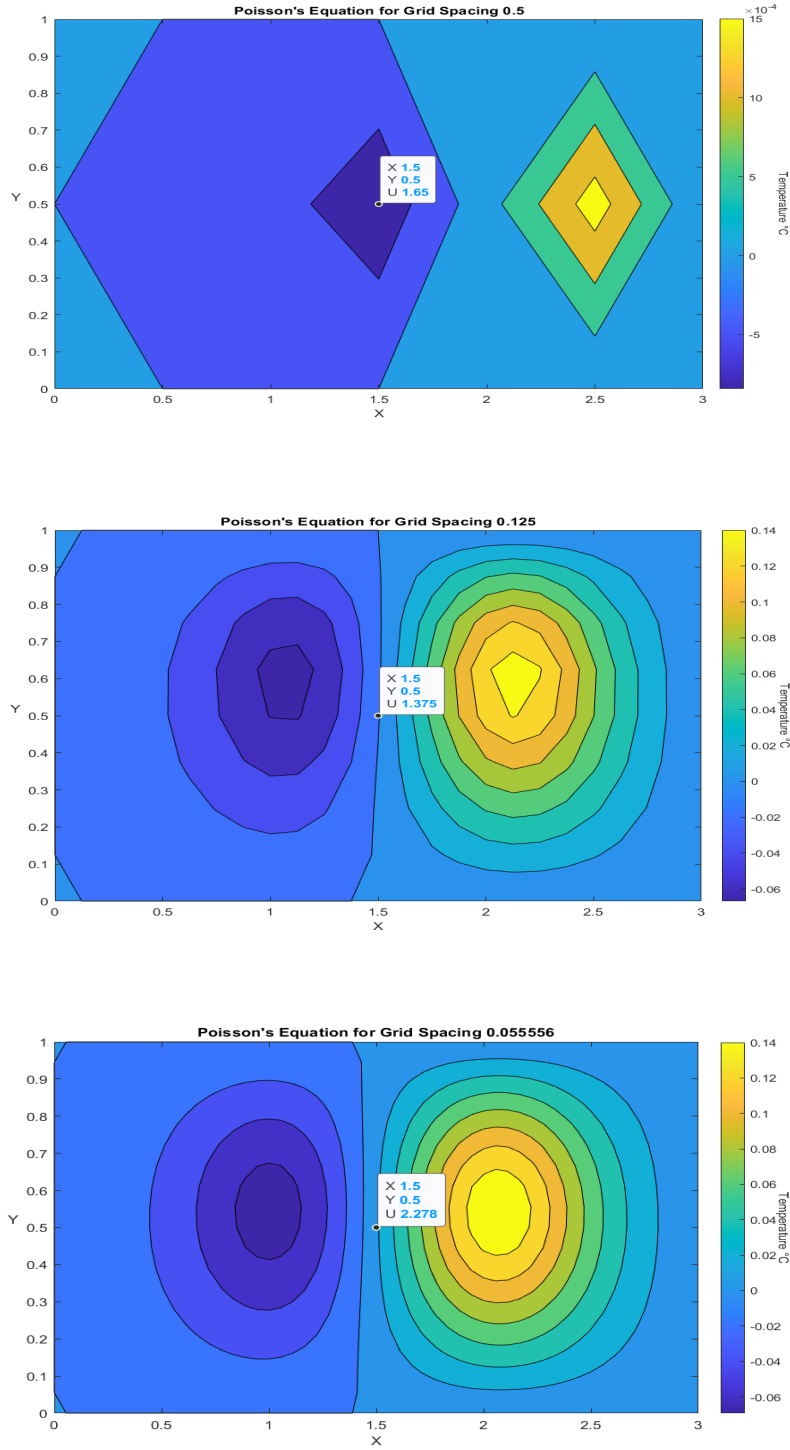 Poisson's Equation for Grid Spacing 0.5
×10⁻⁴
1
0.9
0.8
0.7
0.6
0.5
0.4
0.3
0.2
0.1
0
Y
X 1.5
Y 0.5
U 1.65
0 0.5 1 1.5 2 2.5 3
X
15
5
0
-5
Temperature °C
Poisson's Equation for Grid Spacing 0.125
1
0.9
0.8
0.7
0.6
0.5
0.4
0.3
0.2
0.1
0
Y
X 1.5
Y 0.5
U 1.375
0 0.5 1 1.5 2 2.5 3
X
0.14
0.12
0.1
0.08
0.06
0.04
0.02
0
-0.02
-0.04
-0.06
Temperature °C
Poisson's Equation for Grid Spacing 0.055556
1
0.9
0.8
0.7
0.6
0.5
0.4
0.3
0.2
0.1
0
Y
X 1.5
Y 0.5
U 2.278
0 0.5 1 1.5 2 2.5 3
X
0.14
0.12
0.1
0.08
0.06
0.04
0.02
0
-0.02
-0.04
-0.06
Temperature °C